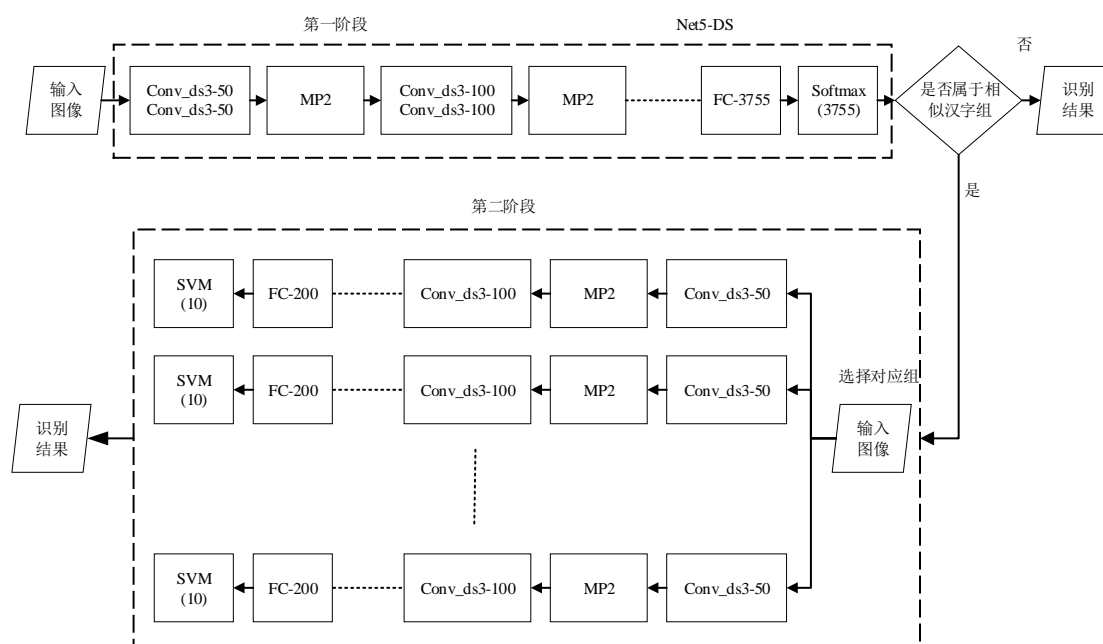 第一阶段
Net5-DS
否
输入
图像
Conv_ds3-50
Conv_ds3-50
MP2
Conv_ds3-100
Conv_ds3-100
MP2
FC-3755
Softmax
(3755)
是否属于相
似汉字组
识别
结果
是
第二阶段
SVM
(10)
FC-200
Conv_ds3-100
MP2
Conv_ds3-50
SVM
(10)
FC-200
Conv_ds3-100
MP2
Conv_ds3-50
选择对应组
识别
结果
输入
图像
SVM
(10)
FC-200
Conv_ds3-100
MP2
Conv_ds3-50